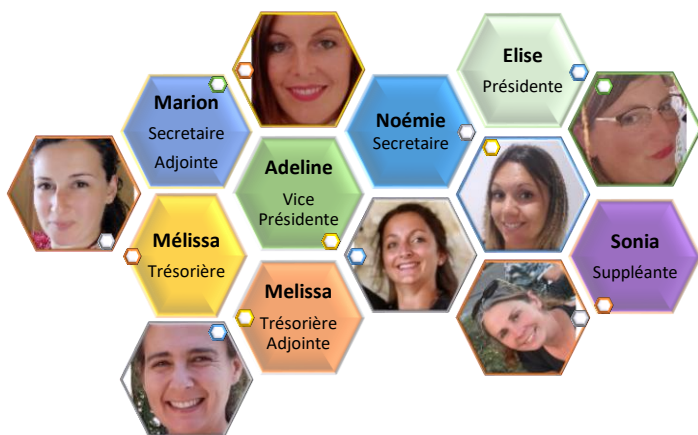 Elise
Présidente
Marion
Secretaire
Adjointe
Noémie
Secretaire
Adeline
Vice
Présidente
Mélissa
Trésorière
Sonia
Suppléante
Melissa
Trésorière
Adjointe